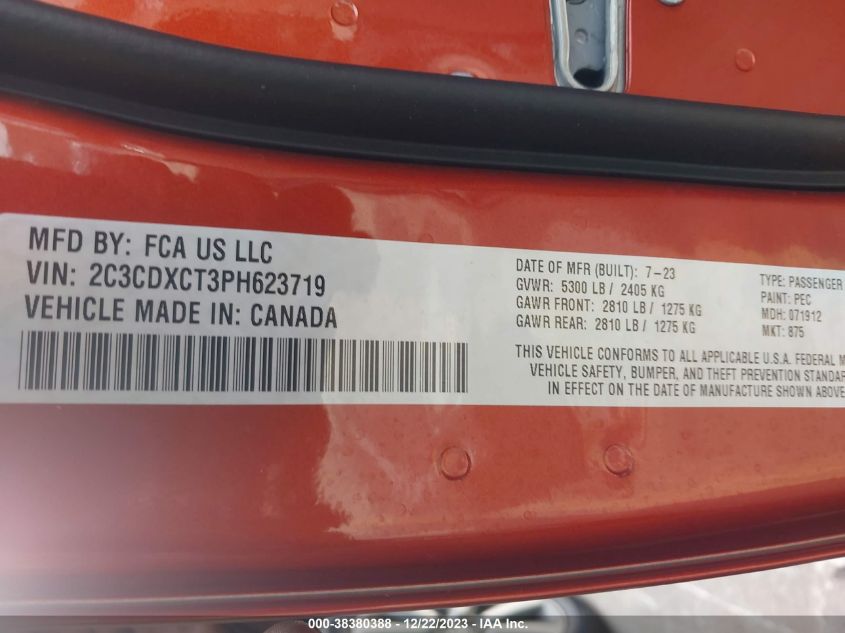 MFD BY: FCA US LLC
VIN: 2C3CDXCT3PH623719
VEHICLE MADE IN: CANADA
DATE OF MFR (BUILT): 7-23
GVWR: 5300 LB / 2405 KG
GAWR FRONT: 2810 LB / 1275 KG
GAWR REAR: 2810 LB / 1275 KG
TYPE: PASSENGER
PAINT: PEC
MDH: 071912
MKT: 875
THIS VEHICLE CONFORMS TO ALL APPLICABLE U.S.A. FEDERAL M
VEHICLE SAFETY, BUMPER, AND THEFT PREVENTION STANDAR
IN EFFECT ON THE DATE OF MANUFACTURE SHOWN ABOVE
000-38380388 - 12/22/2023 - IAA Inc.